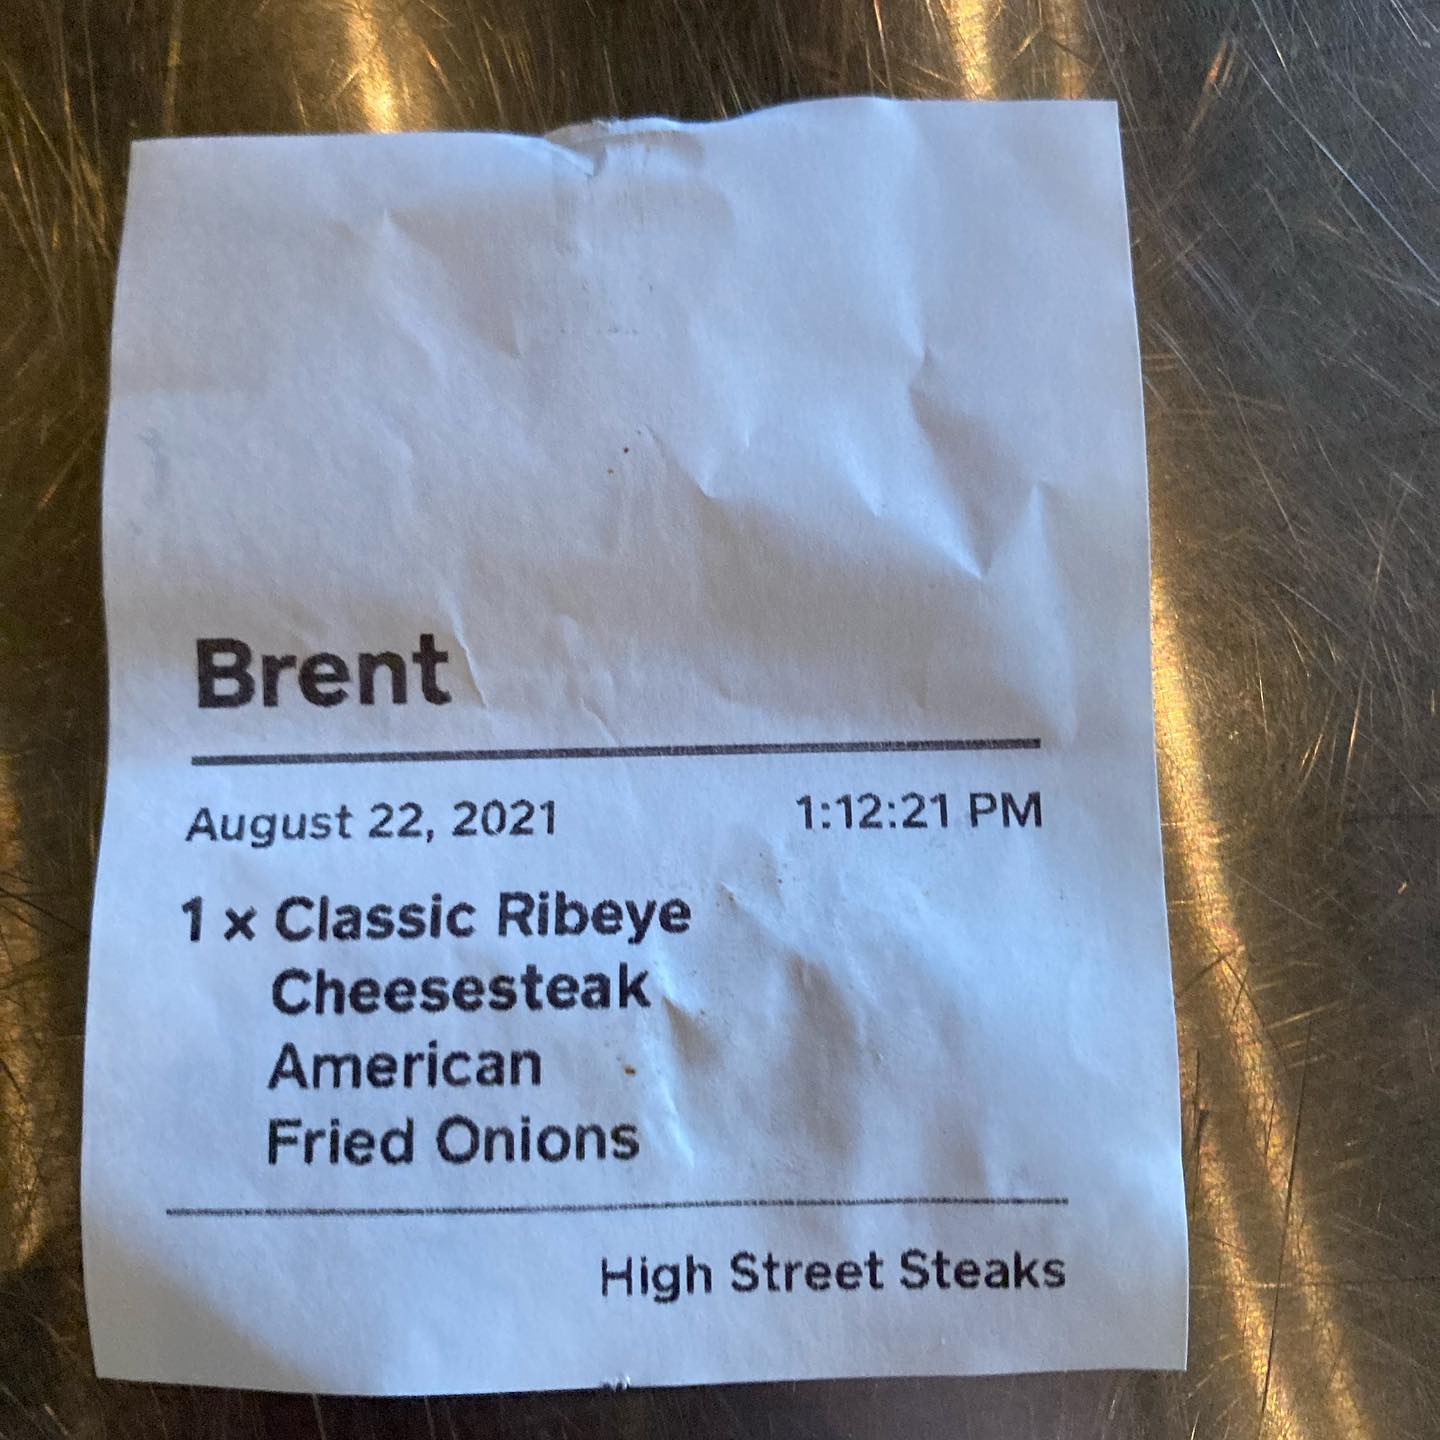 Brent
August 22, 2021 1:12:21 PM
1 x Classic Ribeye
Cheesesteak
American
Fried Onions
High Street Steaks